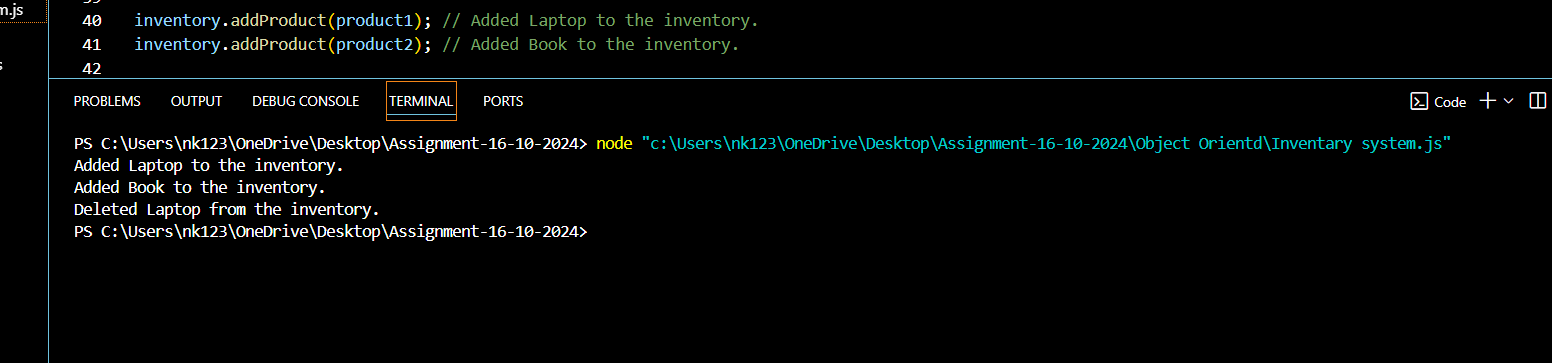 m.js
40 inventory.addProduct(product1); // Added Laptop to the inventory.
41 inventory.addProduct(product2); // Added Book to the inventory.
s
42
PROBLEMS OUTPUT DEBUG CONSOLE TERMINAL PORTS Code
PS C:\Users\nk123\OneDrive\Desktop\Assignment-16-10-2024> node "c:\Users\nk123\OneDrive\Desktop\Assignment-16-10-2024\Object Orientd\Inventary system.js"
Added Laptop to the inventory.
Added Book to the inventory.
Deleted Laptop from the inventory.
PS C:\Users\nk123\OneDrive\Desktop\Assignment-16-10-2024>